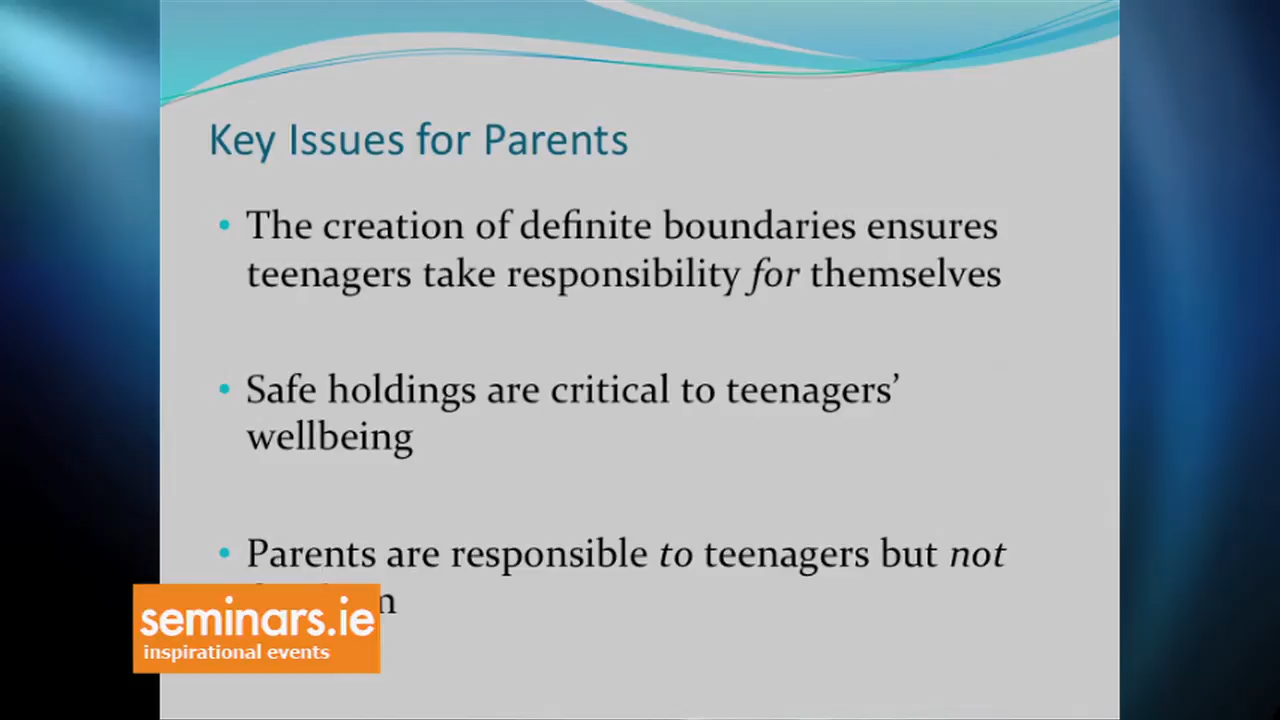 Key Issues for Parents
• The creation of definite boundaries ensures
teenagers take responsibility for themselves
• Safe holdings are critical to teenagers’
wellbeing
• Parents are responsible to teenagers but not
seminars.ie
inspirational events